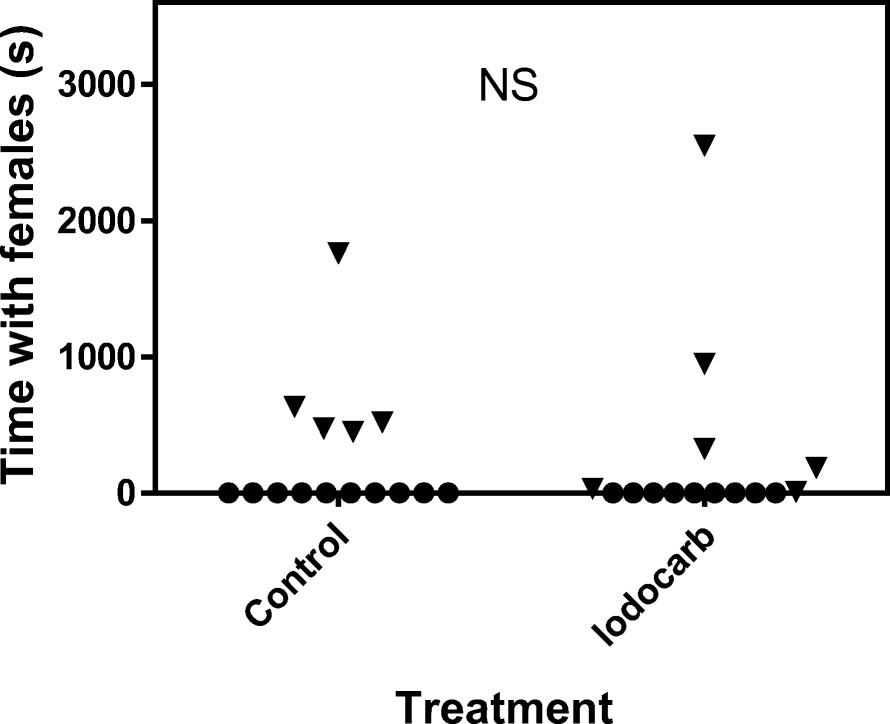 Time with females (s)
3000
2000
1000
0
NS
Control
Iodocarb
Treatment